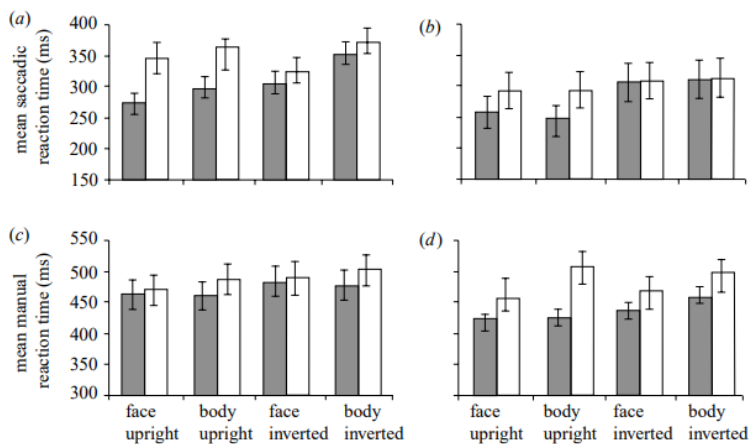 (a)
400
350
300
250
200
150
mean saccadic
reaction time (ms)
(b)
(c)
550
500
450
400
350
300
mean manual
reaction time (ms)
(d)
face upright
body upright
face inverted
body inverted
face upright
body upright
face inverted
body inverted